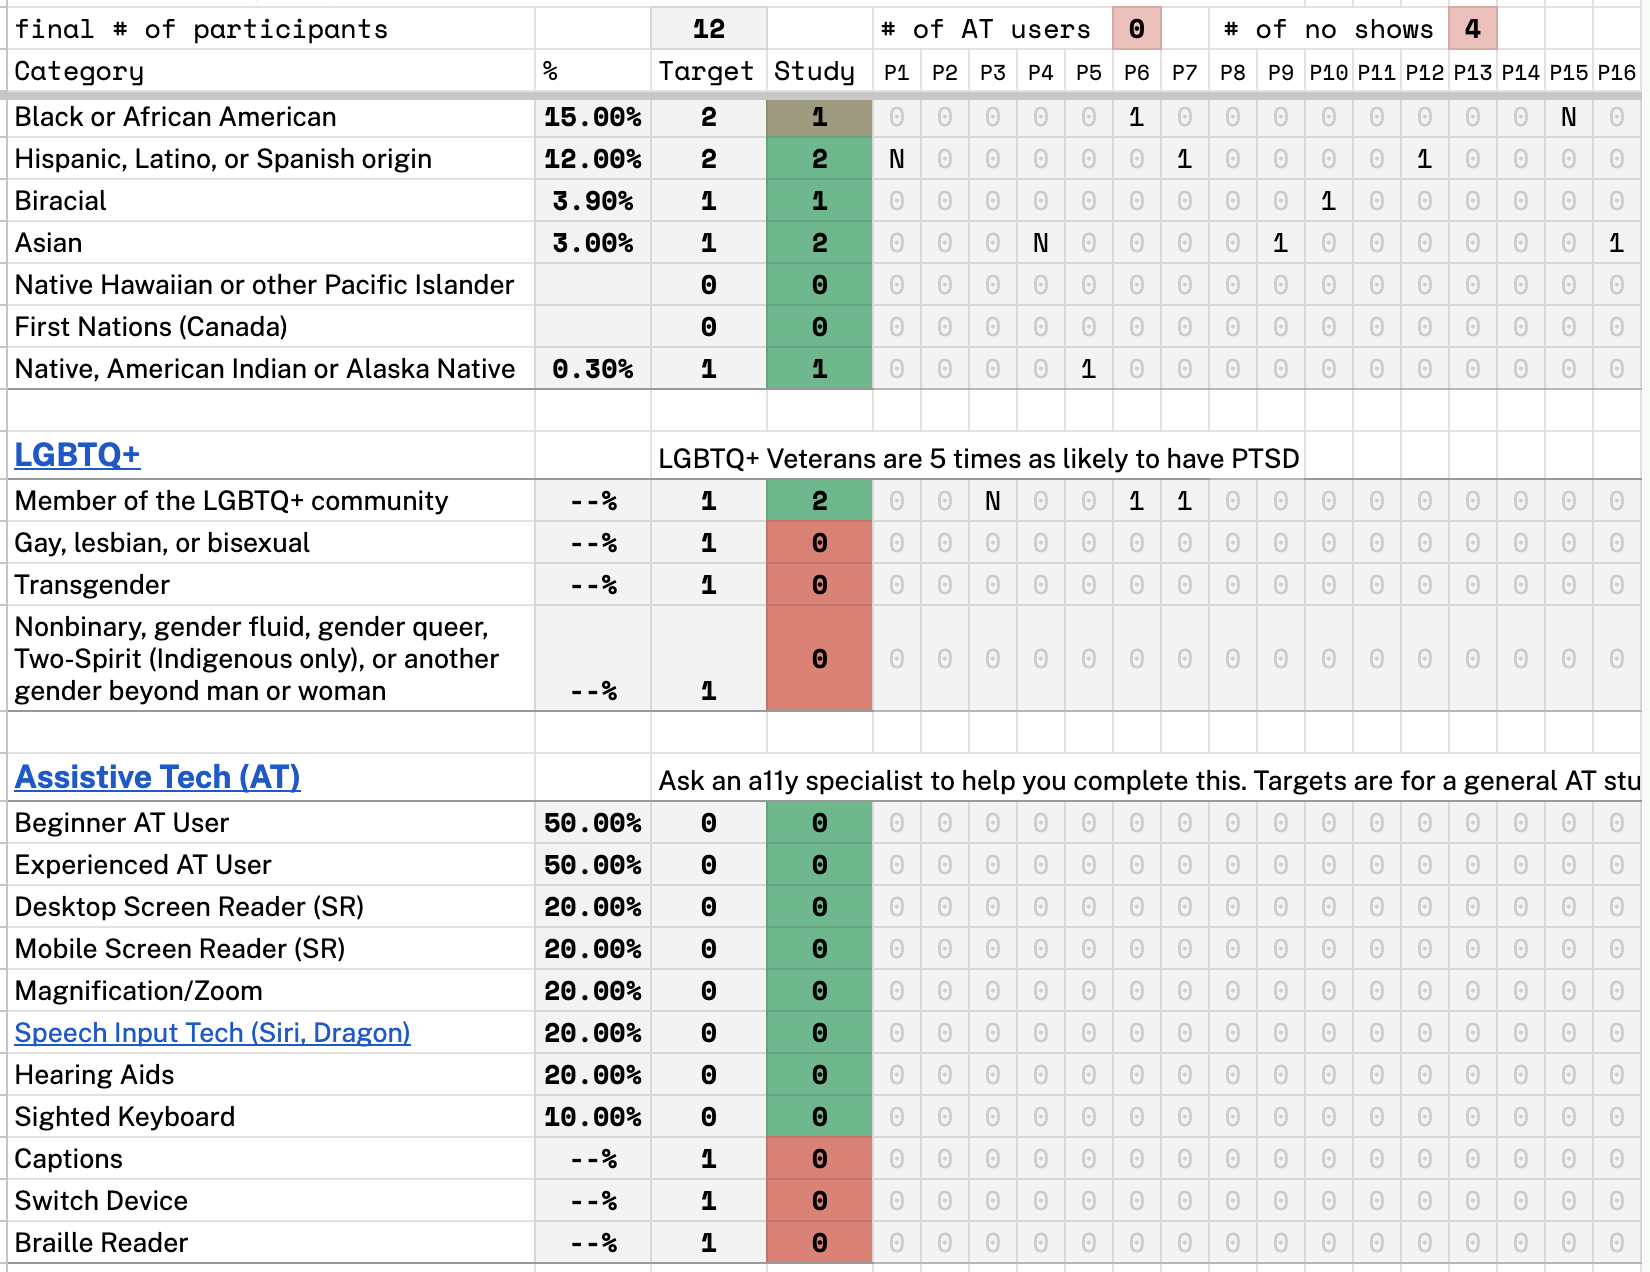 final # of participants 12 # of AT users 0 # of no shows 4
Category % Target Study P1 P2 P3 P4 P5 P6 P7 P8 P9 P10 P11 P12 P13 P14 P15 P16
Black or African American 15.00% 2 1 0 0 0 0 0 1 0 0 0 0 0 0 0 0 N 0
Hispanic, Latino, or Spanish origin 12.00% 2 2 N 0 0 0 0 0 1 0 0 0 0 1 0 0 0 0
Biracial 3.90% 1 1 0 0 0 0 0 0 0 0 0 1 0 0 0 0 0 0
Asian 3.00% 1 2 0 0 0 N 0 0 0 0 1 0 0 0 0 0 0 1
Native Hawaiian or other Pacific Islander 0 0 0 0 0 0 0 0 0 0 0 0 0 0 0 0 0 0
First Nations (Canada) 0 0 0 0 0 0 0 0 0 0 0 0 0 0 0 0 0 0
Native, American Indian or Alaska Native 0.30% 1 1 0 0 0 0 1 0 0 0 0 0 0 0 0 0 0 0
LGBTQ+ LGBTQ+ Veterans are 5 times as likely to have PTSD
Member of the LGBTQ+ community --% 1 2 0 0 N 0 0 1 1 0 0 0 0 0 0 0 0 0
Gay, lesbian, or bisexual --% 1 0 0 0 0 0 0 0 0 0 0 0 0 0 0 0 0 0
Transgender --% 1 0 0 0 0 0 0 0 0 0 0 0 0 0 0 0 0 0
Nonbinary, gender fluid, gender queer,
Two-Spirit (Indigenous only), or another 0 0 0 0 0 0 0 0 0 0 0 0 0 0 0 0 0
gender beyond man or woman --% 1
Assistive Tech (AT) Ask an a11y specialist to help you complete this. Targets are for a general AT stu
Beginner AT User 50.00% 0 0 0 0 0 0 0 0 0 0 0 0 0 0 0 0 0 0
Experienced AT User 50.00% 0 0 0 0 0 0 0 0 0 0 0 0 0 0 0 0 0 0
Desktop Screen Reader (SR) 20.00% 0 0 0 0 0 0 0 0 0 0 0 0 0 0 0 0 0 0
Mobile Screen Reader (SR) 20.00% 0 0 0 0 0 0 0 0 0 0 0 0 0 0 0 0 0 0
Magnification/Zoom 20.00% 0 0 0 0 0 0 0 0 0 0 0 0 0 0 0 0 0 0
Speech Input Tech (Siri, Dragon) 20.00% 0 0 0 0 0 0 0 0 0 0 0 0 0 0 0 0 0 0
Hearing Aids 20.00% 0 0 0 0 0 0 0 0 0 0 0 0 0 0 0 0 0 0
Sighted Keyboard 10.00% 0 0 0 0 0 0 0 0 0 0 0 0 0 0 0 0 0 0
Captions --% 1 0 0 0 0 0 0 0 0 0 0 0 0 0 0 0 0 0
Switch Device --% 1 0 0 0 0 0 0 0 0 0 0 0 0 0 0 0 0 0
Braille Reader --% 1 0 0 0 0 0 0 0 0 0 0 0 0 0 0 0 0 0